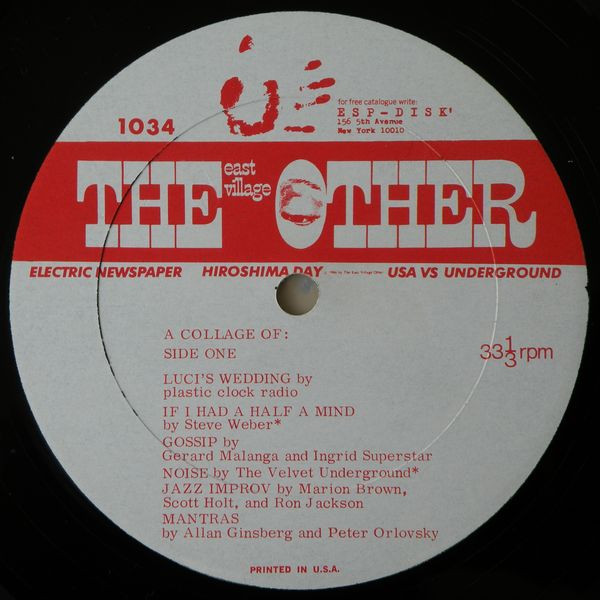 for free catalogue write:
ESP-DISK'
156 5th Avenue
New York 10010
1034
THE east village OTHER
ELECTRIC NEWSPAPER HIROSHIMA DAY USA VS UNDERGROUND
A COLLAGE OF:
SIDE ONE
33 1/3 rpm
LUCI'S WEDDING by
plastic clock radio
IF I HAD A HALF A MIND
by Steve Weber*
GOSSIP by
Gerard Malanga and Ingrid Superstar
NOISE by The Velvet Underground*
JAZZ IMPROV by Marion Brown,
Scott Holt, and Ron Jackson
MANTRAS
by Allan Ginsberg and Peter Orlovsky
PRINTED IN U.S.A.